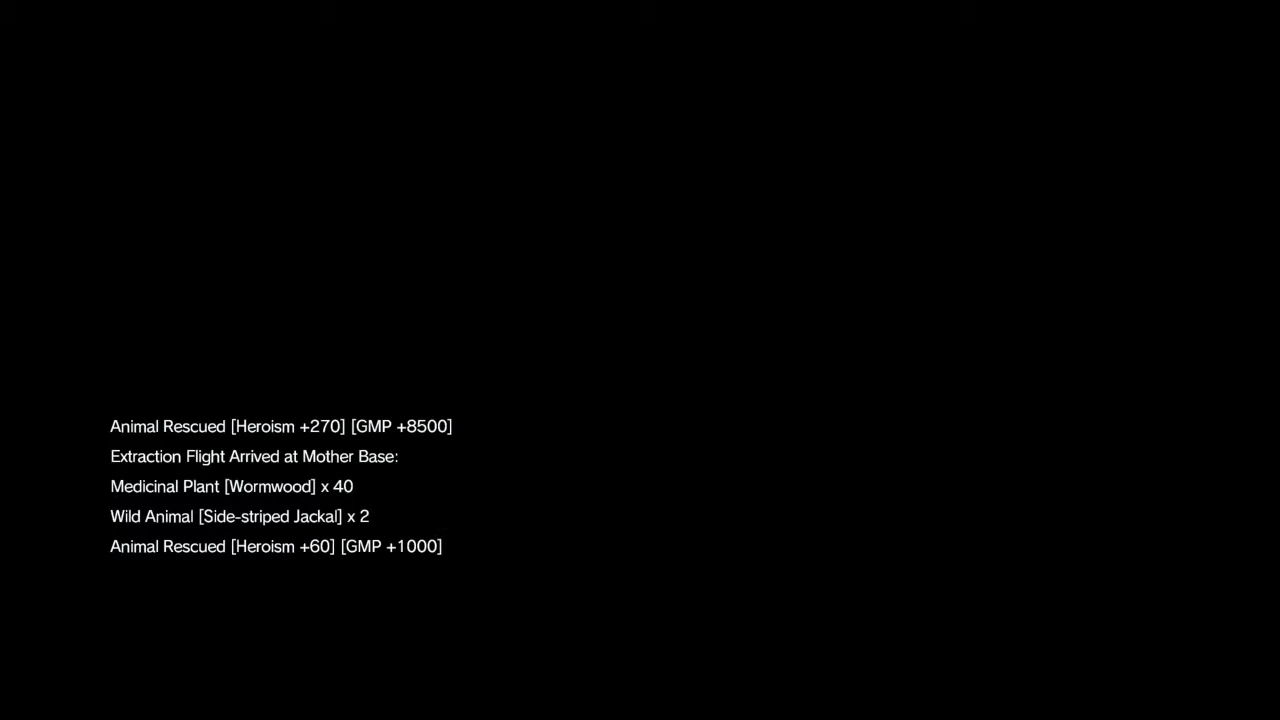 Animal Rescued [Heroism +270] [GMP +8500]
Extraction Flight Arrived at Mother Base:
Medicinal Plant [Wormwood] x 40
Wild Animal [Side-striped Jackal] x 2
Animal Rescued [Heroism +60] [GMP +1000]